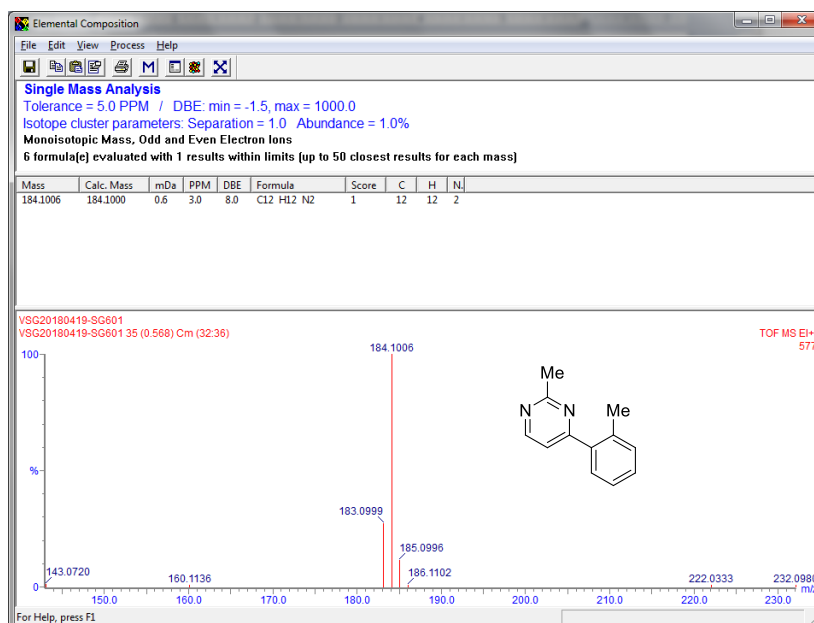 Elemental Composition
File Edit View Process Help
M
Single Mass Analysis
Tolerance = 5.0 PPM / DBE: min = -1.5, max = 1000.0
Isotope cluster parameters: Separation = 1.0 Abundance = 1.0%
Monoisotopic Mass, Odd and Even Electron Ions
6 formula(e) evaluated with 1 results within limits (up to 50 closest results for each mass)
Mass Calc. Mass mDa PPM DBE Formula Score C H N
184.1006 184.1000 0.6 3.0 8.0 C12 H12 N2 1 12 12 2
VSG20180419-SG601
VSG20180419-SG601 35 (0.568) Cm (32:36) TOF MS EI+
577
100
184.1006
Me
N N Me
%
183.0999
185.0996
143.0720 160.1136 186.1102 222.0333 232.0980
0
m/
150.0 160.0 170.0 180.0 190.0 200.0 210.0 220.0 230.0
For Help, press F1